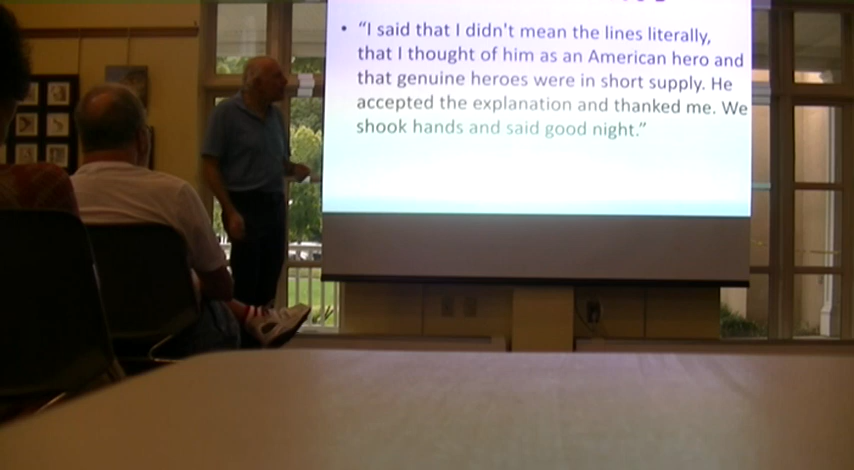 • “I said that I didn't mean the lines literally,
that I thought of him as an American hero and
that genuine heroes were in short supply. He
accepted the explanation and thanked me. We
shook hands and said good night.”